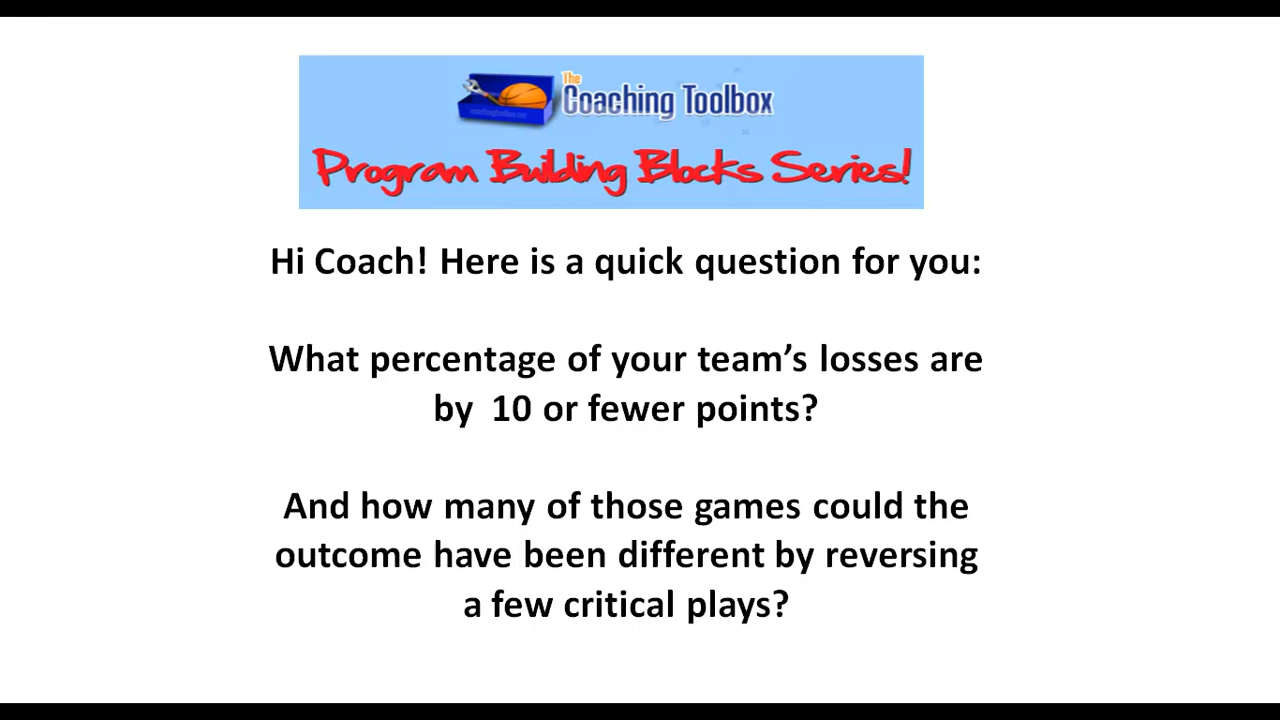 The
Coaching Toolbox
Program Building Blocks Series!
Hi Coach! Here is a quick question for you:
What percentage of your team's losses are
by 10 or fewer points?
And how many of those games could the
outcome have been different by reversing
a few critical plays?